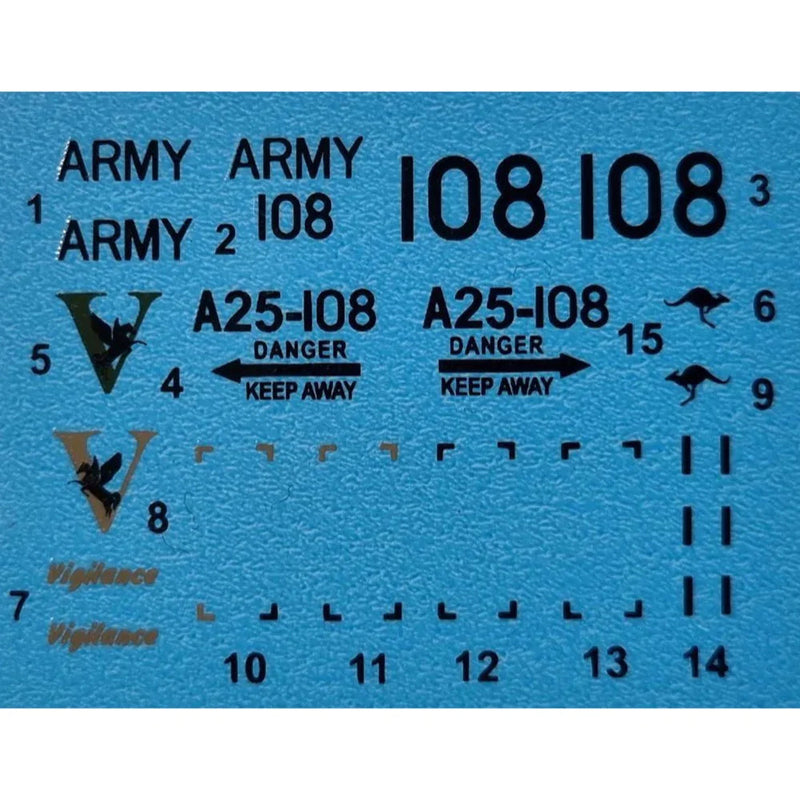 ARMY ARMY
1
108
108 108
3
ARMY
2
A25-108
A25-108
6
DANGER
DANGER
15
5
V
4
KEEP AWAY
KEEP AWAY
9
V
8
Vigilance
7
Vigilance
10 11 12 13 14